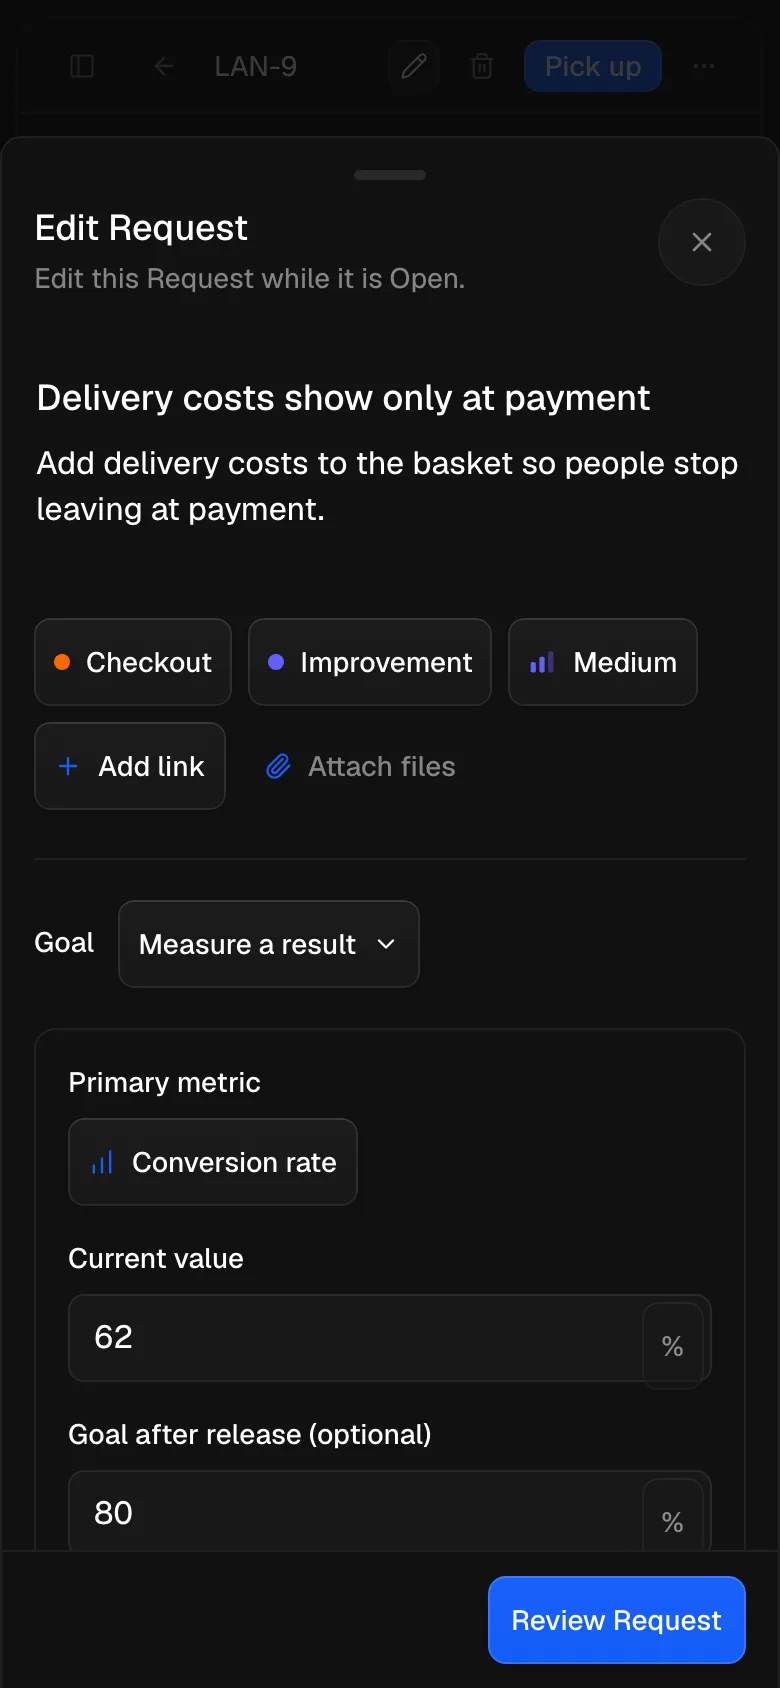 LAN-9
Pick up
Edit Request
Edit this Request while it is Open.
Delivery costs show only at payment
Add delivery costs to the basket so people stop
leaving at payment.
Checkout
Improvement
Medium
Add link
Attach files
Goal
Measure a result
Primary metric
Conversion rate
Current value
62
%
Goal after release (optional)
80
%
Review Request